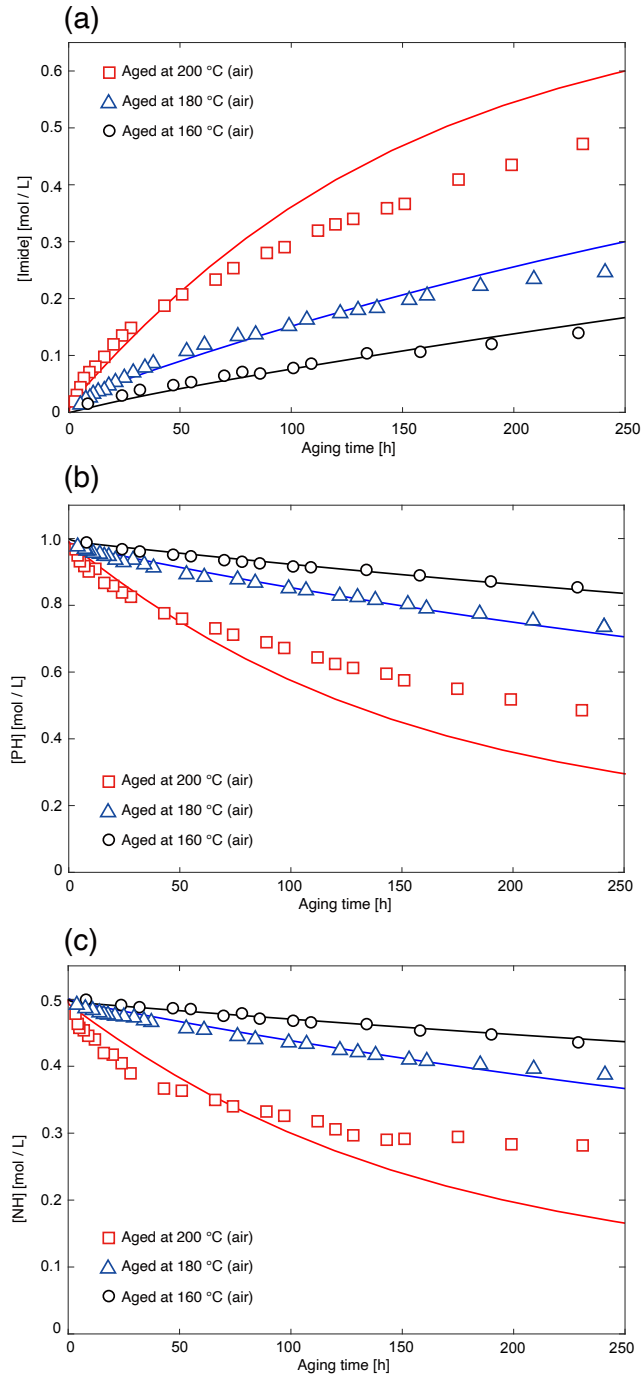 (a)
0.6
0.5
0.4
0.3
0.2
0.1
0
[Imide] [mol / L]
Aged at 200 °C (air)
Aged at 180 °C (air)
Aged at 160 °C (air)
0 50 100 150 200 250
Aging time [h]
(b)
1.0
0.8
0.6
0.4
0.2
0
[PH] [mol / L]
Aged at 200 °C (air)
Aged at 180 °C (air)
Aged at 160 °C (air)
0 50 100 150 200 250
Aging time [h]
(c)
0.5
0.4
0.3
0.2
0.1
0
[NH] [mol / L]
Aged at 200 °C (air)
Aged at 180 °C (air)
Aged at 160 °C (air)
0 50 100 150 200 250
Aging time [h]